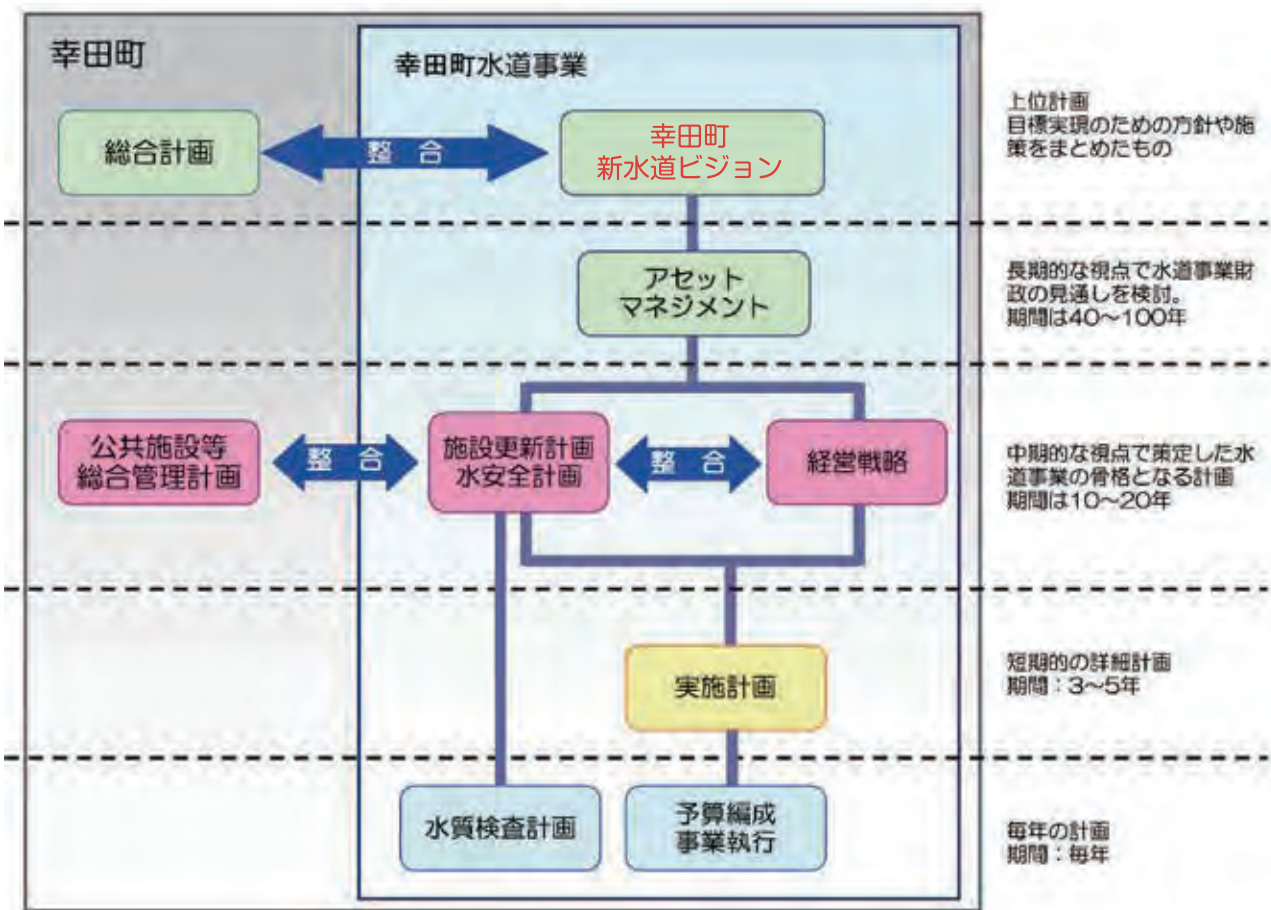 幸田町
幸田町水道事業
総合計画
整 合
幸田町
新水道ビジョン
上位計画
目標実現のための方針や施
策をまとめたもの
アセット
マネジメント
長期的な視点で水道事業財
政の見通しを検討。
期間は40～100年
公共施設等
総合管理計画
整 合
施設更新計画
水安全計画
整 合
経営戦略
中期的な視点で策定した水
道事業の骨格となる計画
期間は10～20年
実施計画
短期的の詳細計画
期間：3～5年
水質検査計画
予算編成
事業執行
毎年の計画
期間：毎年